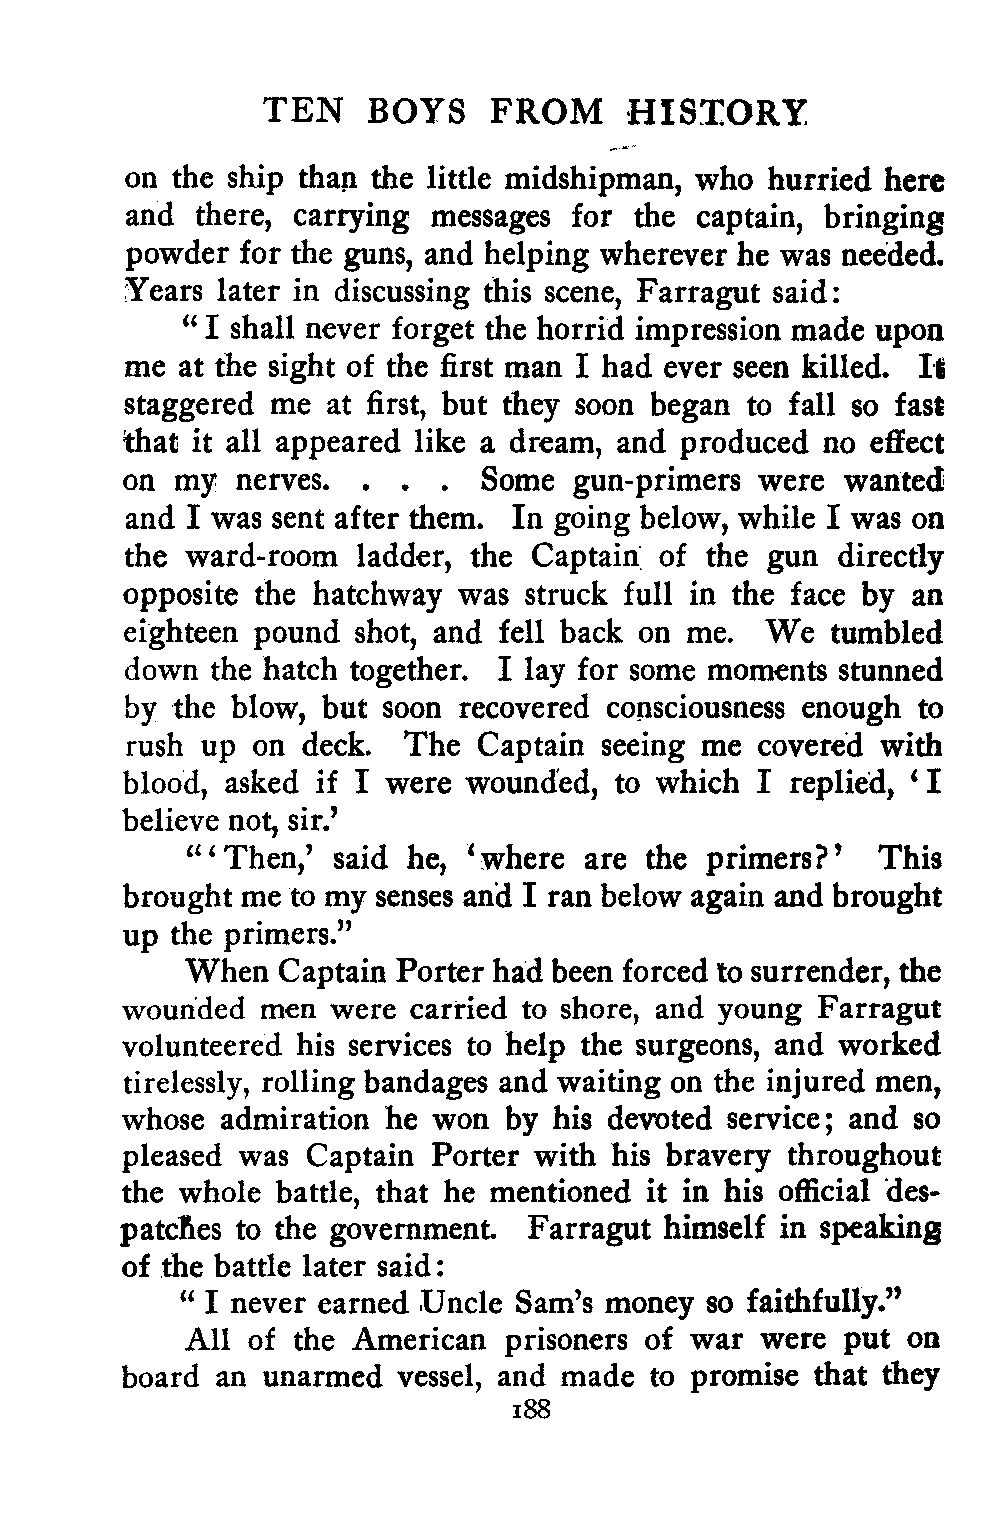 TEN BOYS FROM HISTORY
on the ship than the little midshipman, who hurried here
and there, carrying messages for the captain, bringing
powder for the guns, and helping wherever he was needed.
Years later in discussing this scene, Farragut said:
“I shall never forget the horrid impression made upon
me at the sight of the first man I had ever seen killed. It
staggered me at first, but they soon began to fall so fast
that it all appeared like a dream, and produced no effect
on my nerves. . . . Some gun-primers were wanted
and I was sent after them. In going below, while I was on
the ward-room ladder, the Captain of the gun directly
opposite the hatchway was struck full in the face by an
eighteen pound shot, and fell back on me. We tumbled
down the hatch together. I lay for some moments stunned
by the blow, but soon recovered consciousness enough to
rush up on deck. The Captain seeing me covered with
blood, asked if I were wounded, to which I replied, ‘I
believe not, sir.’
“‘Then,’ said he, ‘where are the primers?’ This
brought me to my senses and I ran below again and brought
up the primers.”
When Captain Porter had been forced to surrender, the
wounded men were carried to shore, and young Farragut
volunteered his services to help the surgeons, and worked
tirelessly, rolling bandages and waiting on the injured men,
whose admiration he won by his devoted service; and so
pleased was Captain Porter with his bravery throughout
the whole battle, that he mentioned it in his official des-
patches to the government. Farragut himself in speaking
of the battle later said:
“I never earned Uncle Sam’s money so faithfully.”
All of the American prisoners of war were put on
board an unarmed vessel, and made to promise that they
188